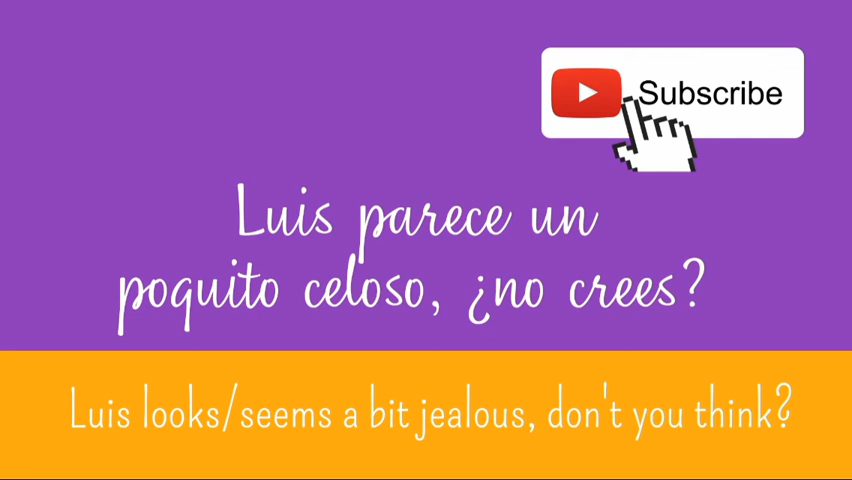 Subscribe
Luis parece un
poquito celoso, ¿no crees?
Luis looks/seems a bit jealous, don't you think?